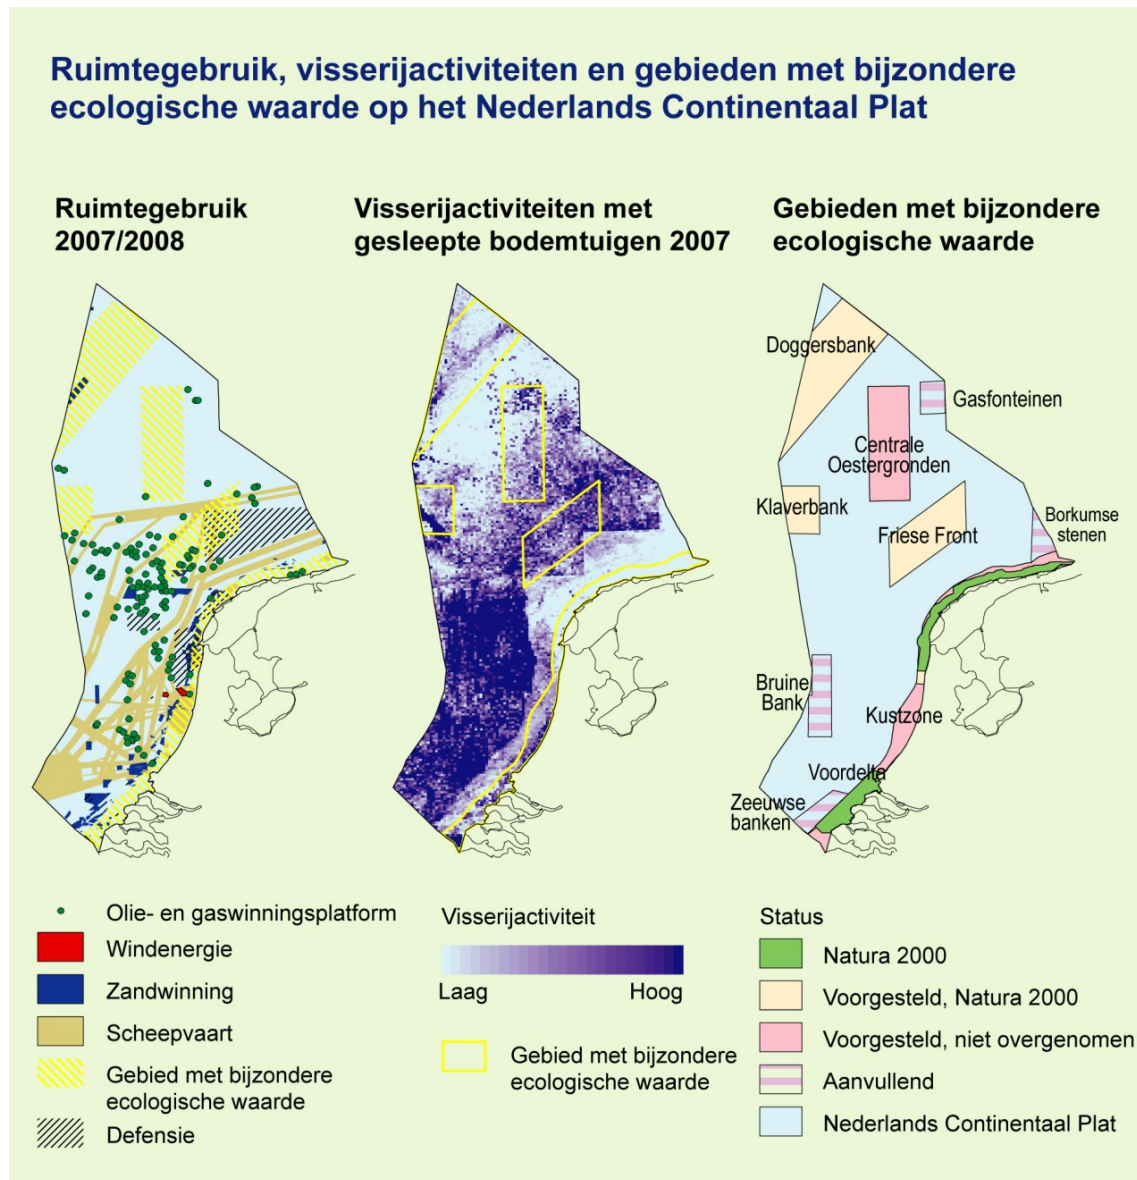 Ruimtegebruik, visserijactiviteiten en gebieden met bijzondere
ecologische waarde op het Nederlands Continentaal Plat
Ruimtegebruik
2007/2008
Visserijactiviteiten met
gesleepte bodemtuigen 2007
Gebieden met bijzondere
ecologische waarde
Doggersbank
Gasfonteinen
Centrale
Oestergronden
Klaverbank
Friese Front
Borkumse
stenen
Bruine
Bank
Kustzone
Voordelta
Zeeuwse
banken
Olie- en gaswinningsplatform
Windenergie
Zandwinning
Scheepvaart
Gebied met bijzondere
ecologische waarde
Defensie
Visserijactiviteit
Laag
Hoog
Gebied met bijzondere
ecologische waarde
Status
Natura 2000
Voorgesteld, Natura 2000
Voorgesteld, niet overgenomen
Aanvullend
Nederlands Continentaal Plat